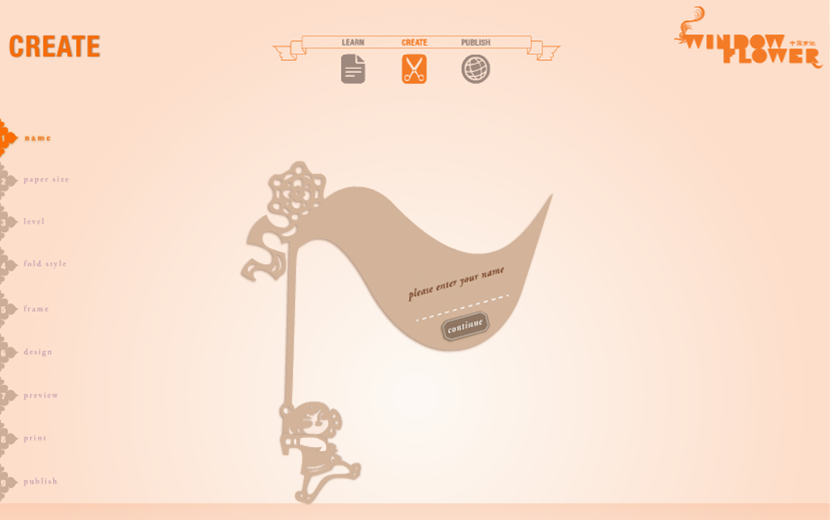 CREATE
LEARN
CREATE
PUBLISH
WINDOW
FLOWER
name
2 paper size
3 level
4 fold style
5 frame
6 design
7 preview
8 print
9 publish
please enter your name
continue